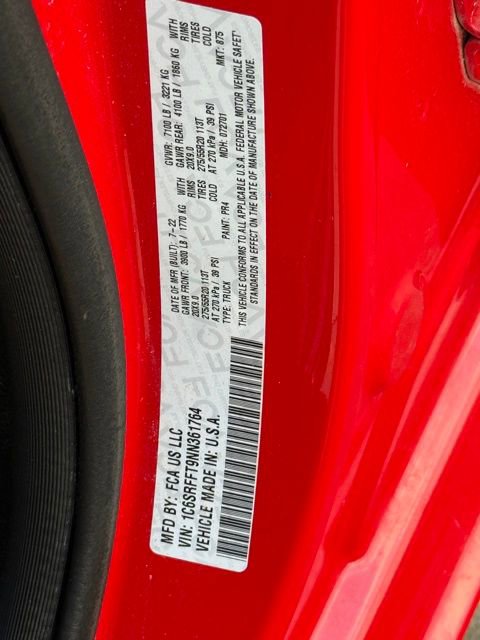 MFD BY: FCA US LLC
VIN: 1C6SRFFT9NN361764
VEHICLE MADE IN: U.S.A.
DATE OF MFR (BUILT): 7-22 GVWR: 7100 LB / 3221 KG
GAWR FRONT: 3900 LB / 1770 KG WITH GAWR REAR: 4100 LB / 1860 KG WITH
20X9.0 RIMS 20X9.0 RIMS
275/55R20 113T TIRES 275/55R20 113T TIRES
AT 270 kPa / 39 PSI COLD AT 270 kPa / 39 PSI COLD
TYPE: TRUCK PAINT: PR4 MDH: 072701 MKT: B75
THIS VEHICLE CONFORMS TO ALL APPLICABLE U.S.A. FEDERAL MOTOR VEHICLE SAFETY
STANDARDS IN EFFECT ON THE DATE OF MANUFACTURE SHOWN ABOVE.